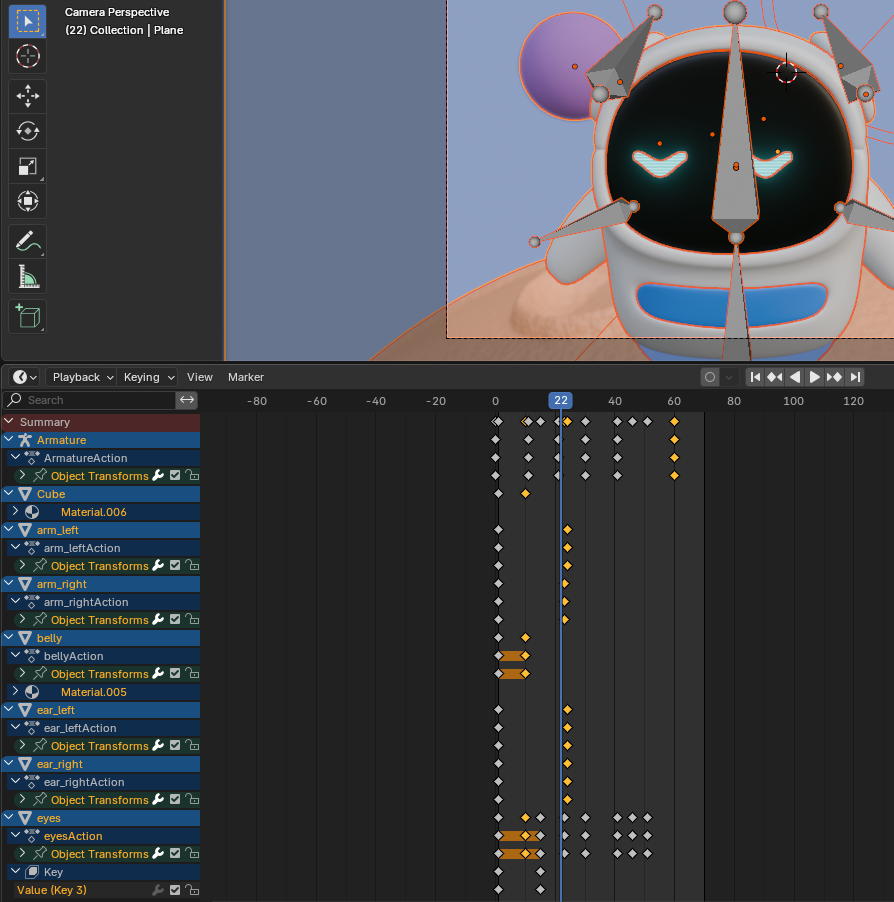 Camera Perspective
(22) Collection | Plane
Playback Keying View Marker
Search
-80 -60 -40 -20 0 22 40 60 80 100 120
Summary
Armature
ArmatureAction
Object Transforms
Cube
Material.006
arm_left
arm_leftAction
Object Transforms
arm_right
arm_rightAction
Object Transforms
belly
bellyAction
Object Transforms
Material.005
ear_left
ear_leftAction
Object Transforms
ear_right
ear_rightAction
Object Transforms
eyes
eyesAction
Object Transforms
Key
Value (Key 3)